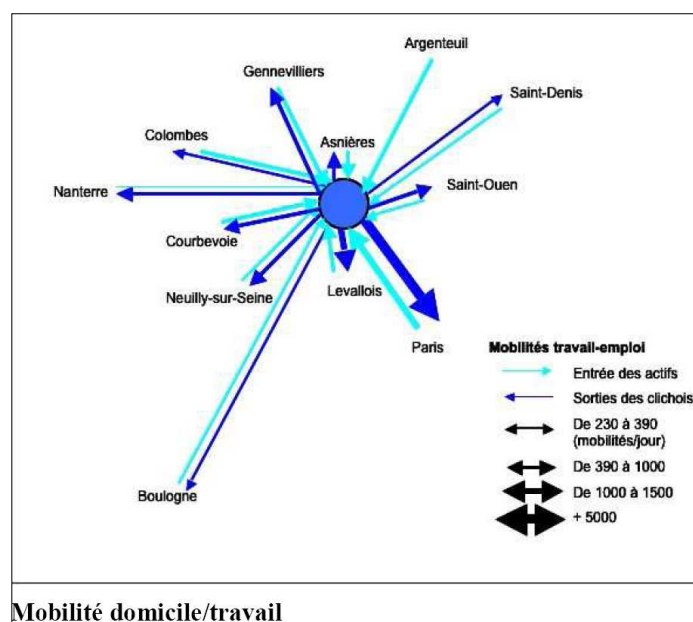 Argenteuil
Gennevilliers
Saint-Denis
Colombes
Asnières
Nanterre
Saint-Ouen
Courbevoie
Neuilly-sur-Seine
Levallois
Paris
Boulogne
Mobilités travail-emploi
Entrée des actifs
Sorties des clichois
De 230 à 390
(mobilités/jour)
De 390 à 1000
De 1000 à 1500
+ 5000
Mobilité domicile/travail